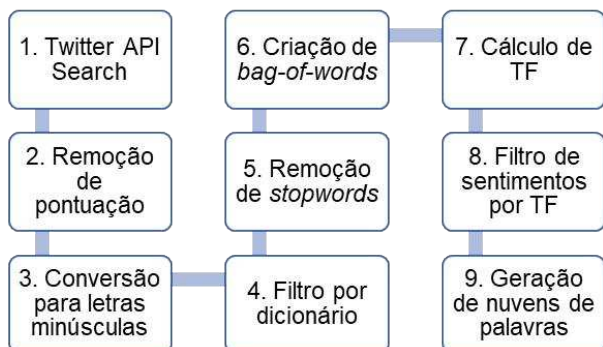 1. Twitter API
Search
2. Remoção
de
pontuação
3. Conversão
para letras
minúsculas
4. Filtro por
dicionário
5. Remoção
de stopwords
6. Criação de
bag-of-words
7. Cálculo de
TF
8. Filtro de
sentimentos
por TF
9. Geração
de nuvens de
palavras